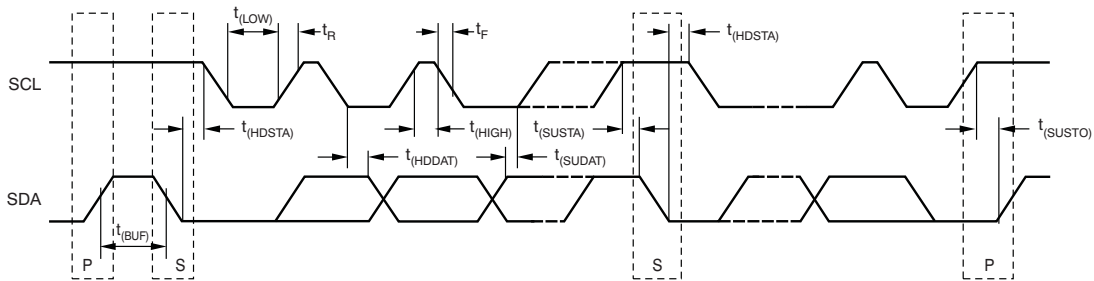 t(LOW)
tR
tF
t(HDSTA)
SCL
t(HDSTA)
t(HIGH)
t(SUSTA)
t(SUSTO)
t(HDDAT)
t(SUDAT)
SDA
t(BUF)
P
S
S
P